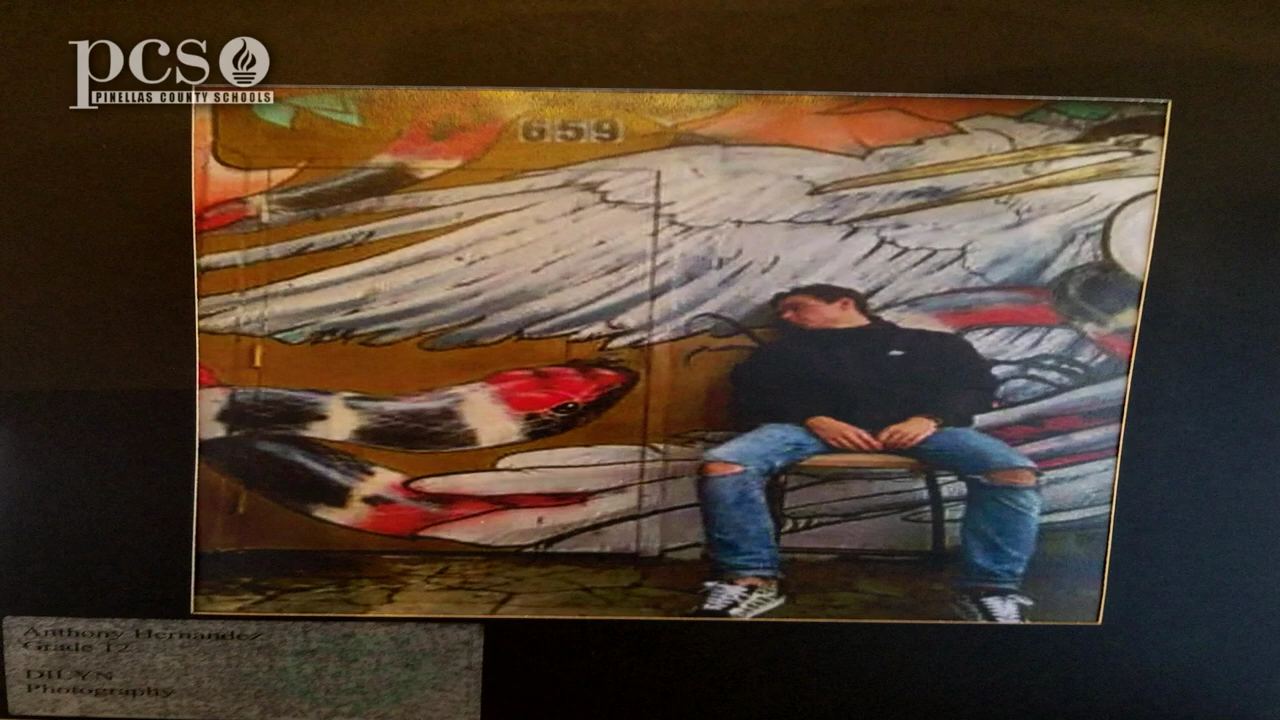 pcs
PINELLAS COUNTY SCHOOLS
659
Anthony Hernandez
Grade 12
DILYN
Photography